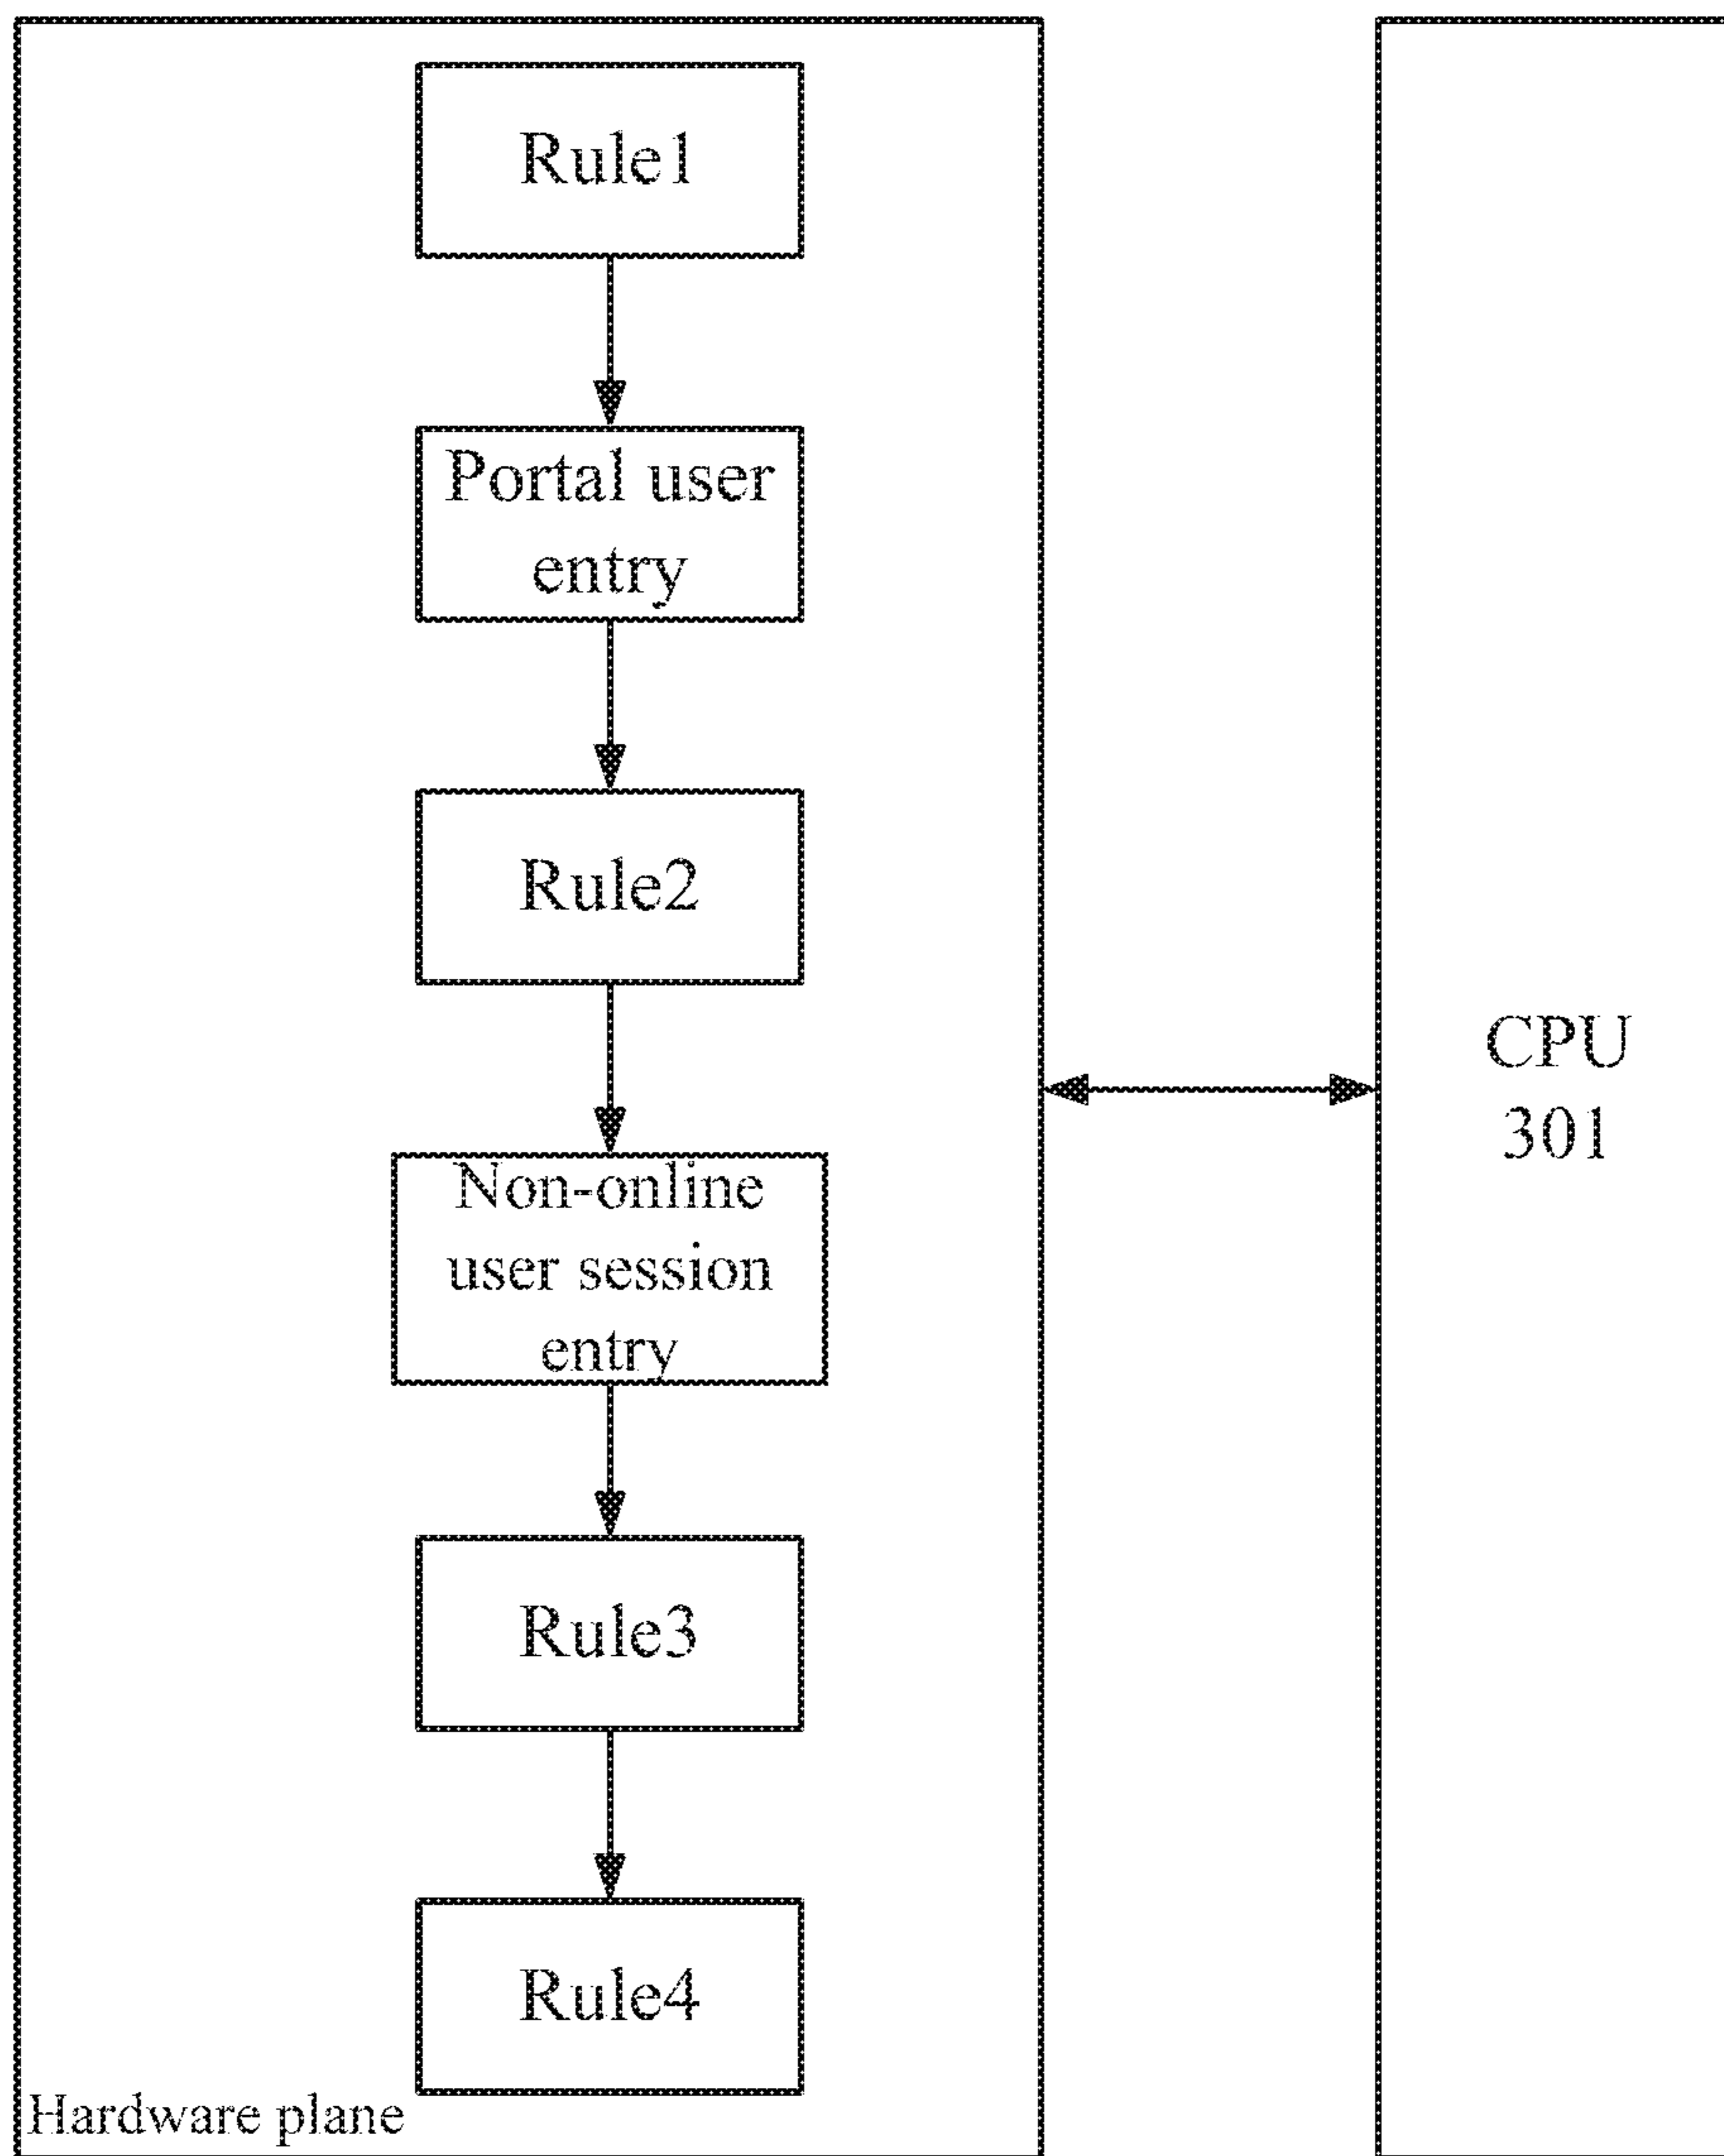 Rule1
Portal user
entry
Rule2
Non-online
user session
entry
Rule3
Rule4
Hardware plane
CPU
301